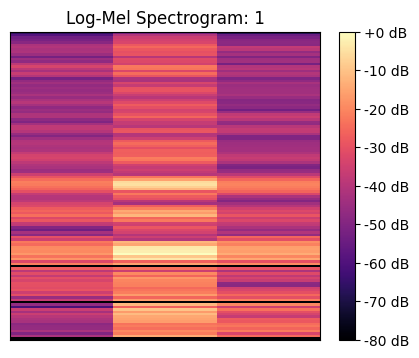 Log-Mel Spectrogram: 1
+0 dB
-10 dB
-20 dB
-30 dB
-40 dB
-50 dB
-60 dB
-70 dB
-80 dB